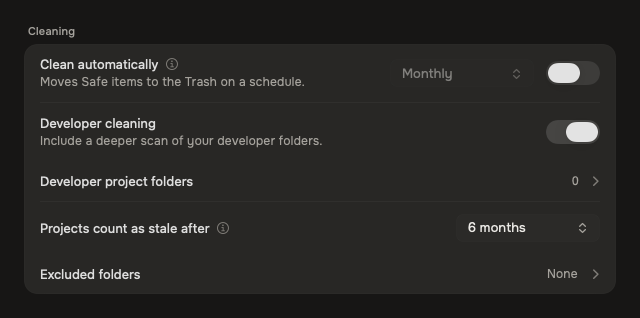 Cleaning
Clean automatically
Monthly
Moves Safe items to the Trash on a schedule.
Developer cleaning
Include a deeper scan of your developer folders.
Developer project folders 0
Projects count as stale after 6 months
Excluded folders None